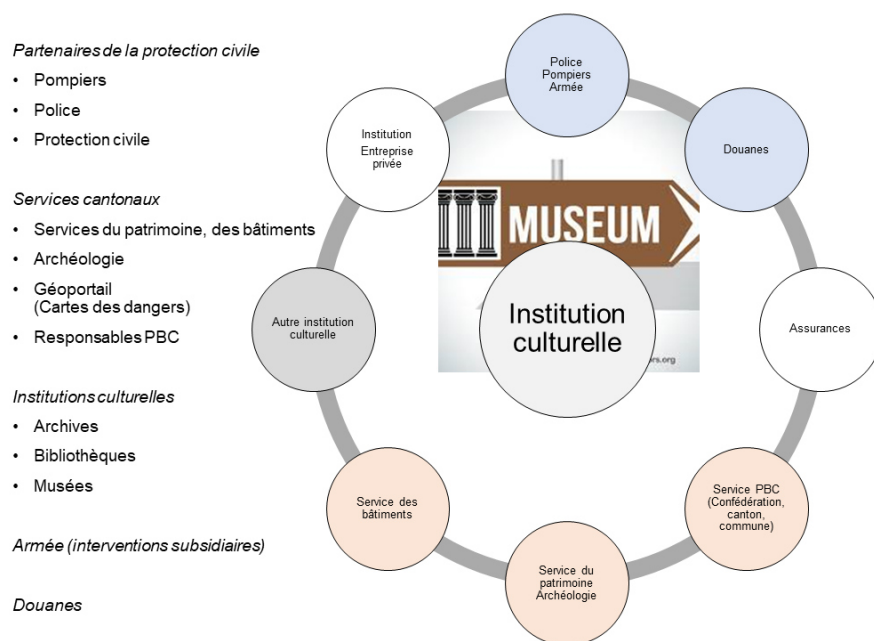 Partenaires de la protection civile
• Pompiers
• Police
• Protection civile
Services cantonaux
• Services du patrimoine, des bâtiments
• Archéologie
• Géoportail
(Cartes des dangers)
• Responsables PBC
Institutions culturelles
• Archives
• Bibliothèques
• Musées
Armée (interventions subsidiaires)
Douanes
Police
Pompiers
Armée
Douanes
Assurances
Service PBC
(Confédération,
canton,
commune)
Service du
patrimoine
Archéologie
Service des
bâtiments
Autre institution
culturelle
Institution
Entreprise
privée
MUSEUM
Institution
culturelle